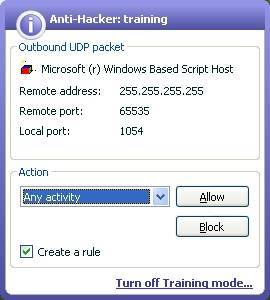 Anti-Hacker: training
Outbound UDP packet
Microsoft (r) Windows Based Script Host
Remote address: 255.255.255.255
Remote port: 65535
Local port: 1054
Action
Any activity
Allow
Block
Create a rule
Turn off Training mode...